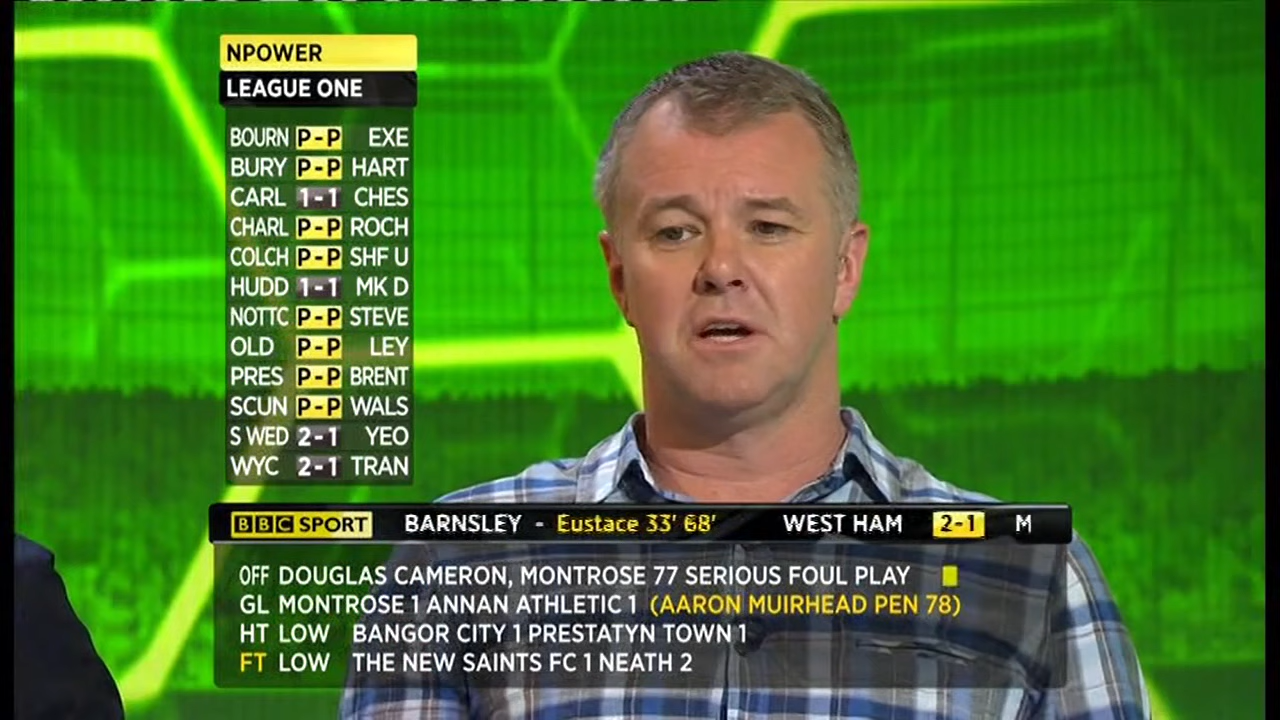 NPOWER
LEAGUE ONE
BOURN P-P EXE
BURY P-P HART
CARL 1-1 CHES
CHARL P-P ROCH
COLCH P-P SHF U
HUDD 1-1 MK D
NOTTC P-P STEVE
OLD P-P LEY
PRES P-P BRENT
SCUN P-P WALS
S WED 2-1 YEO
WYC 2-1 TRAN
BBC SPORT BARNSLEY - Eustace 33' 68' WEST HAM 2-1 M
OFF DOUGLAS CAMERON, MONTROSE 77 SERIOUS FOUL PLAY
GL MONTROSE 1 ANNAN ATHLETIC 1 (AARON MUIRHEAD PEN 78)
HT LOW BANGOR CITY 1 PRESTATYN TOWN 1
FT LOW THE NEW SAINTS FC 1 NEATH 2